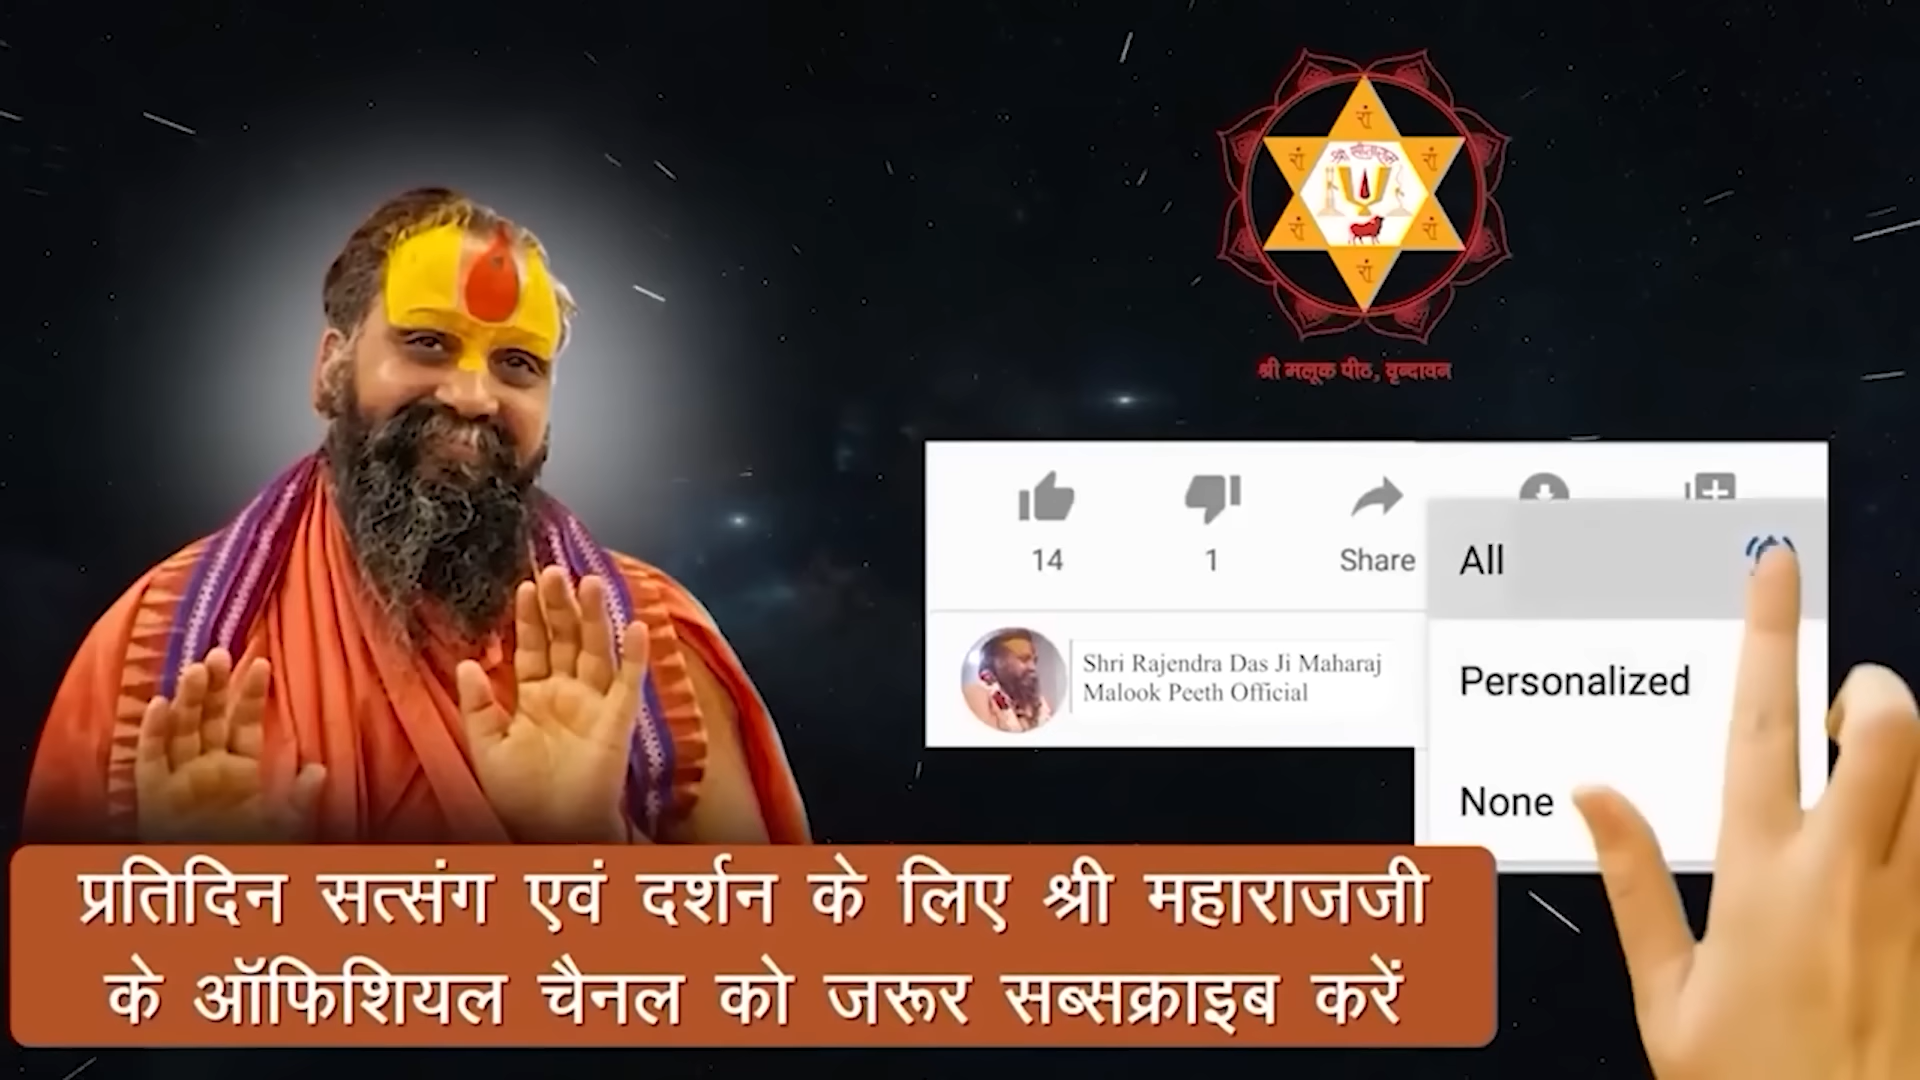 रां
रां
रां
श्री सीताराम
रां
रां
रां
श्री मलूक पीठ, वृन्दावन
14
1
Share
All
Shri Rajendra Das Ji Maharaj
Malook Peeth Official
Personalized
None
प्रतिदिन सत्संग एवं दर्शन के लिए श्री महाराजजी
के ऑफिशियल चैनल को जरूर सब्सक्राइब करें